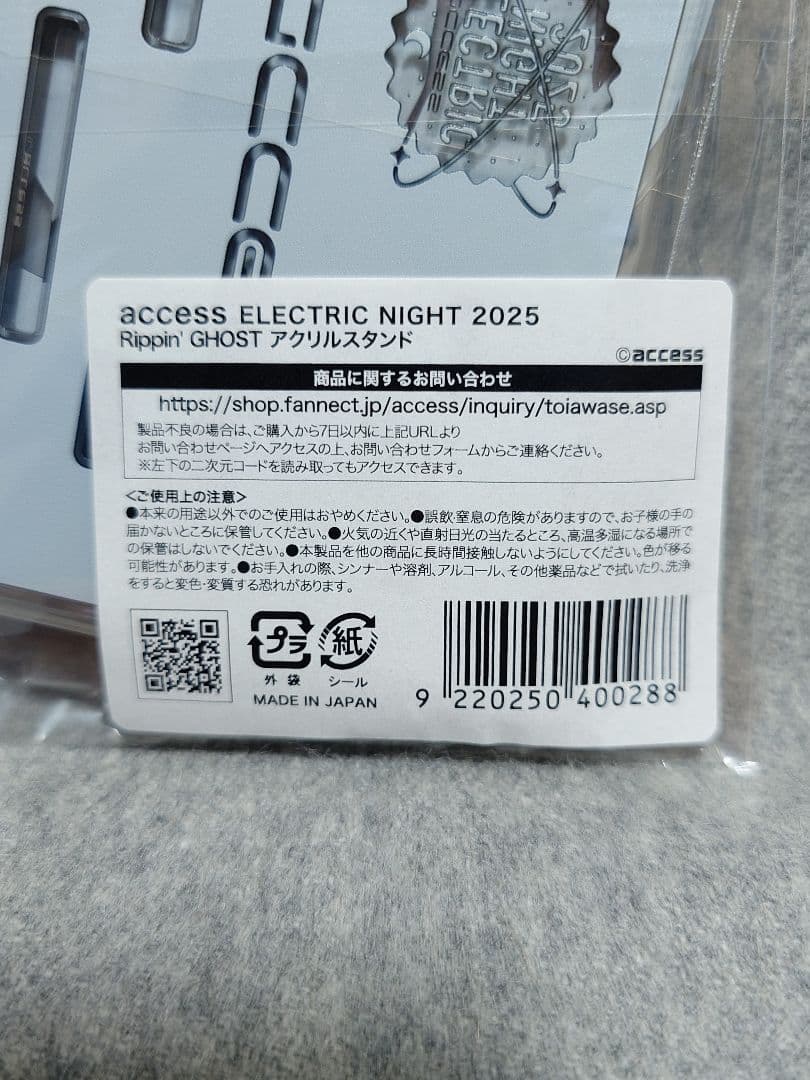 access
©access
access ELECTRIC NIGHT 2025
Rippin' GHOST アクリルスタンド
©access
商品に関するお問い合わせ
https://shop.fannect.jp/access/inquiry/toiawase.asp
製品不良の場合は、ご購入から7日以内に上記URLより
お問い合わせページへアクセスの上、お問い合わせフォームからご連絡ください。
※左下の二次元コードを読み取ってもアクセスできます。
<ご使用上の注意>
●本来の用途以外でのご使用はおやめください。●誤飲・窒息の危険がありますので、お子様の手の
届かないところに保管してください。●火気の近くや直射日光の当たるところ、高温多湿になる場所で
の保管はしないでください。●本製品を他の商品に長時間接触しないようにしてください。色が移る
可能性があります。●お手入れの際、シンナーや溶剤、アルコール、その他薬品などで拭いたり、洗浄
をすると変色・変質する恐れがあります。
プラ
外袋
紙
シール
MADE IN JAPAN
9 220250 400288